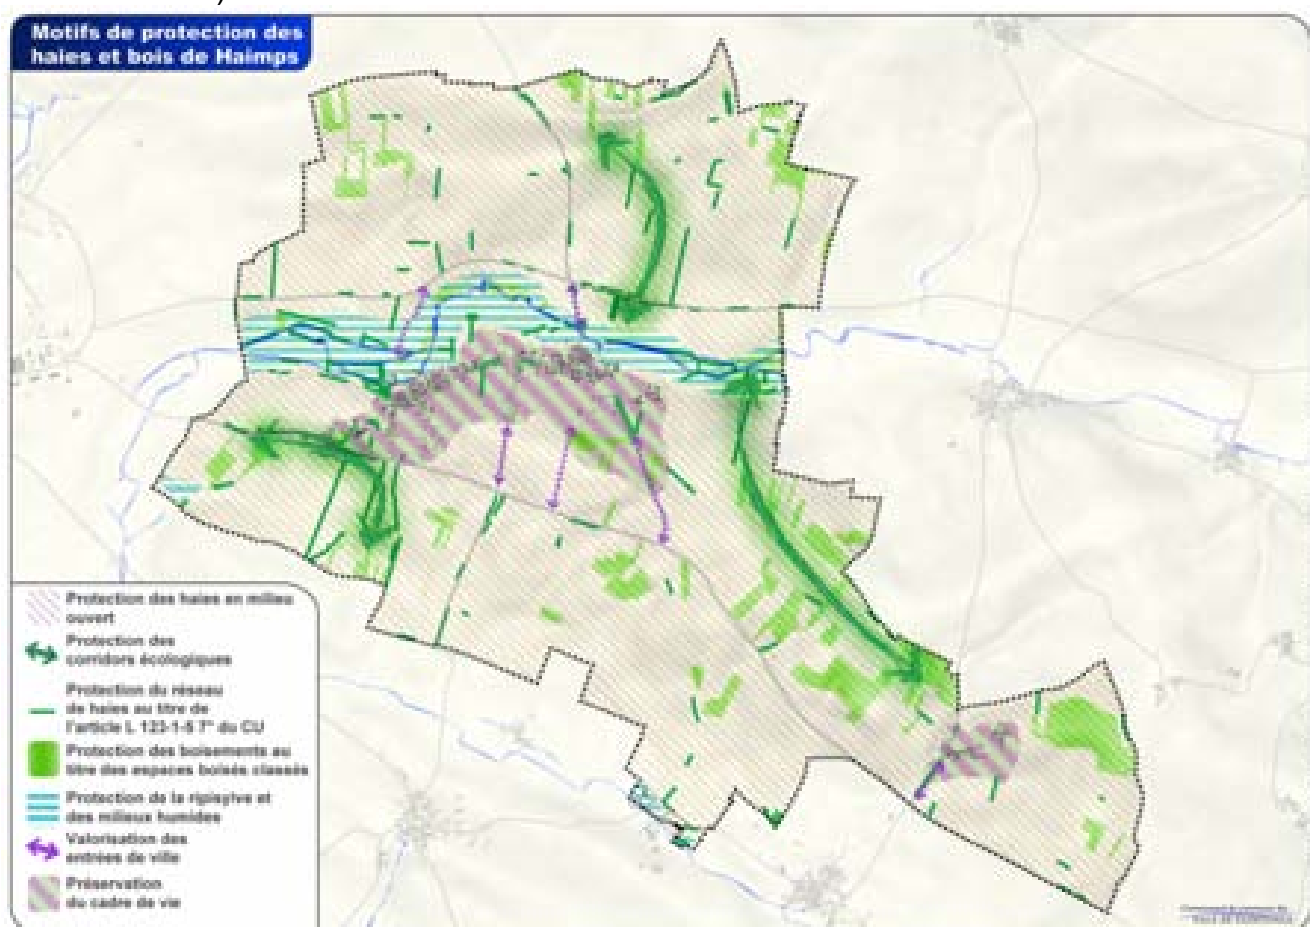 Motifs de protection des
haies et bois de Haimps
Protection des haies en milieu
ouvert
Protection des
corridors écologiques
Protection du réseau
de haies au titre de
l'article L 123-1-5 7° du CU
Protection des boisements au
titre des espaces boisés classés
Protection de la ripisylve et
des milieux humides
Valorisation des
entrées de ville
Préservation
du cadre de vie